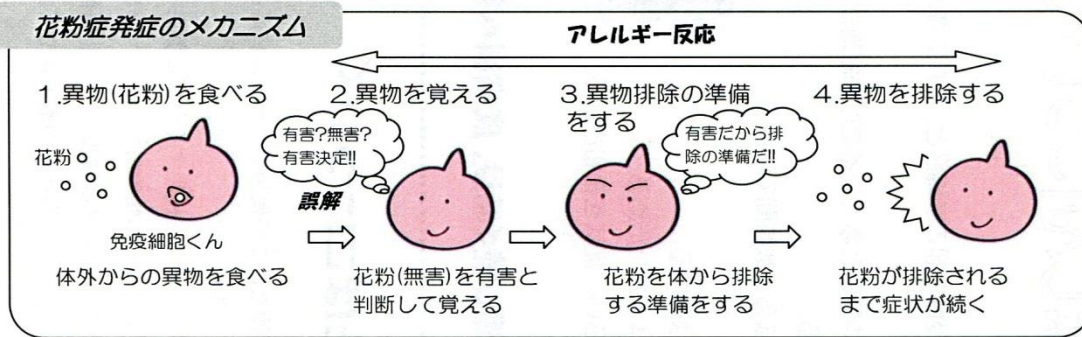 花粉症発症のメカニズム
アレルギー反応
1.異物(花粉)を食べる
花粉
免疫細胞くん
体外からの異物を食べる
2.異物を覚える
有害?無害?
有害決定!!
誤解
花粉(無害)を有害と
判断して覚える
3.異物排除の準備
をする
有害だから排
除の準備だ!!
花粉を体から排除
する準備をする
4.異物を排除する
花粉が排除される
まで症状が続く